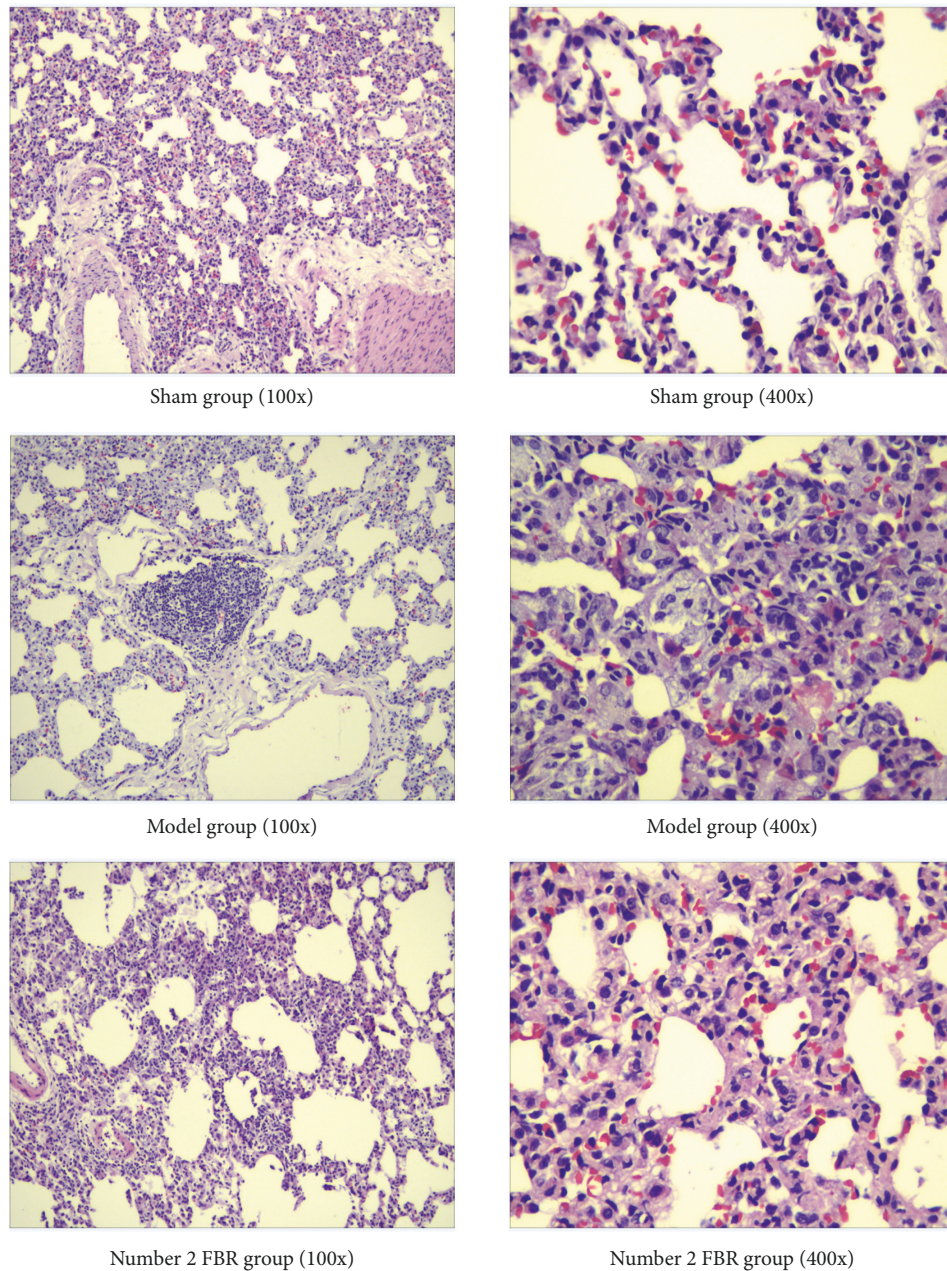 Sham group (100x)
Sham group (400x)
Model group (100x)
Model group (400x)
Number 2 FBR group (100x)
Number 2 FBR group (400x)